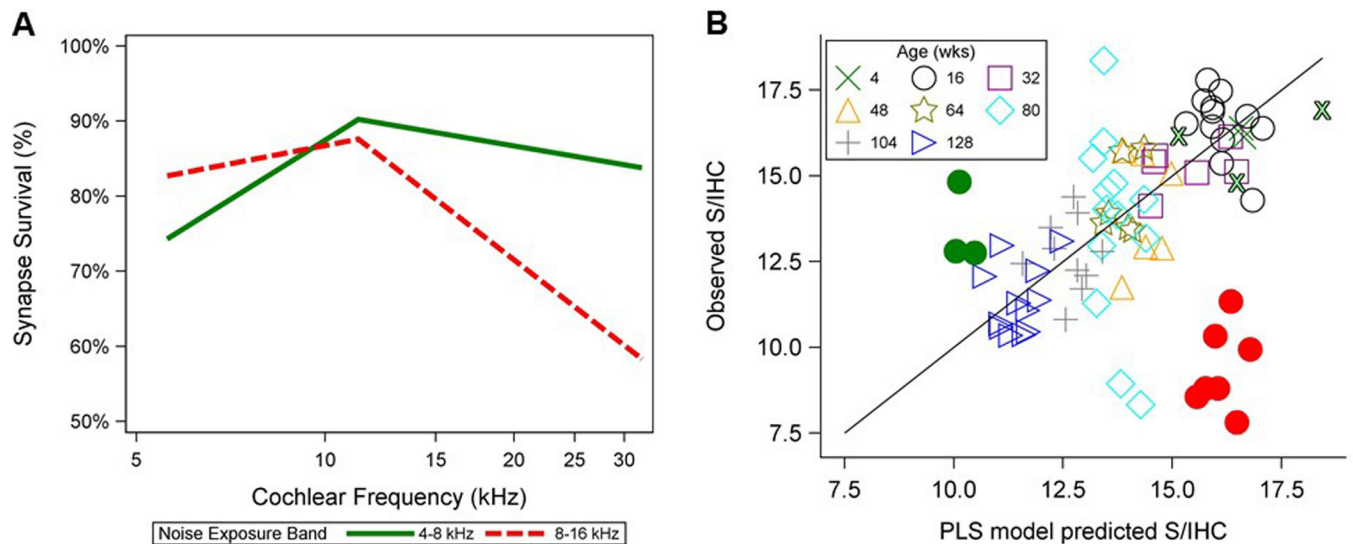 A
Synapse Survival (%)
100%
90%
80%
70%
60%
50%
5 10 15 20 25 30
Cochlear Frequency (kHz)
Noise Exposure Band 4-8 kHz 8-16 kHz
B
Observed S/IHC
17.5
15.0
12.5
10.0
7.5
Age (wks)
4 16 32
48 64 80
104 128
X
X
X
7.5 10.0 12.5 15.0 17.5
PLS model predicted S/IHC